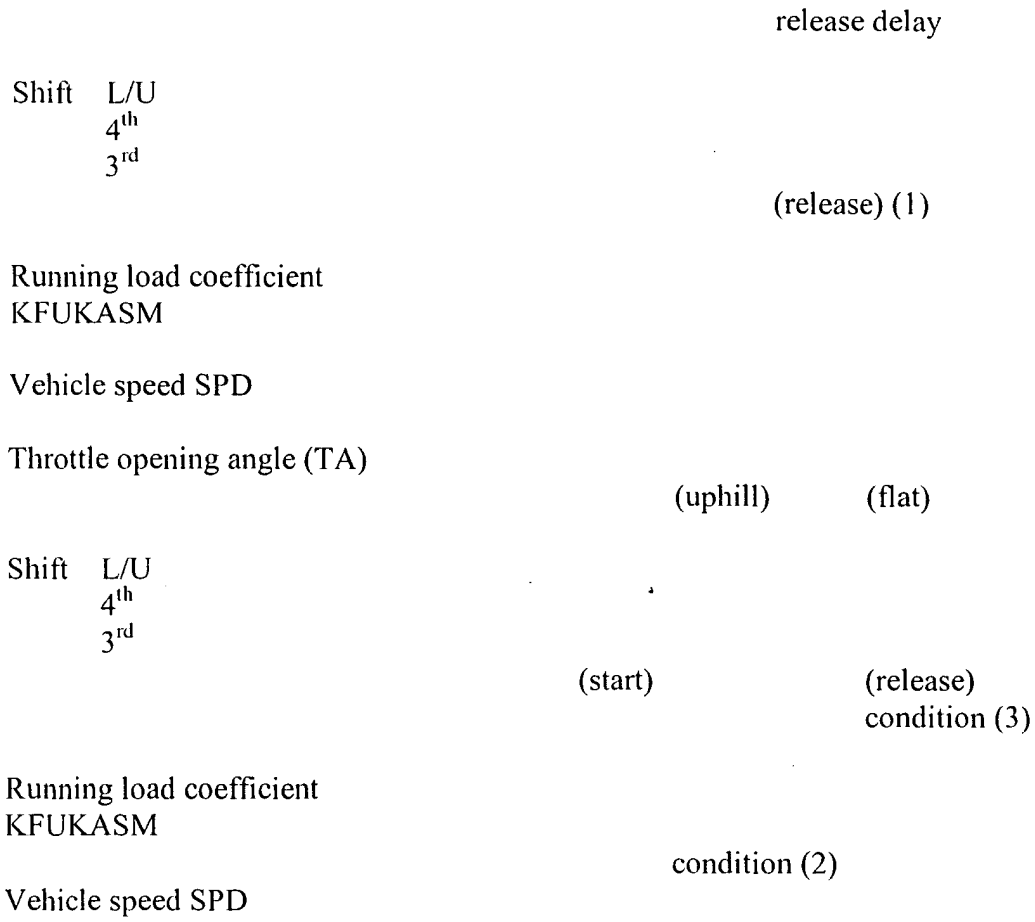 release delay
Shift L/U
4th
3rd
(release) (1)
Running load coefficient
KFUKASM
Vehicle speed SPD
Throttle opening angle (TA)
(uphill) (flat)
Shift L/U
4th
3rd
(start) (release)
condition (3)
Running load coefficient
KFUKASM
condition (2)
Vehicle speed SPD